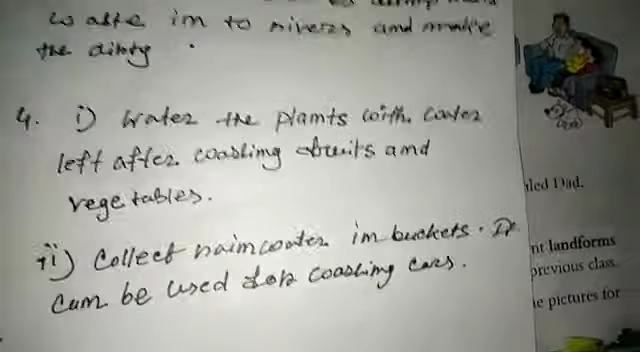 waste in to rivers and make
the dirty .
4. i) Water the plants with water
left after washing fruits and
vegetables.
ii) Collect rain water in buckets. It
can be used for washing cars.
led Dad.
nt landforms
previous class.
e pictures for